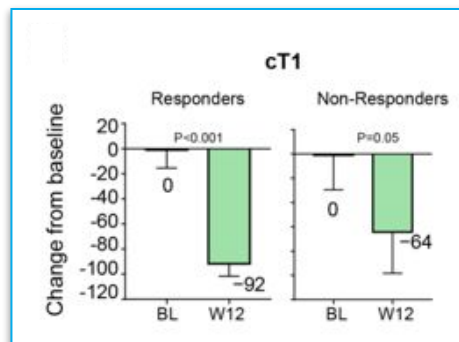 cT1
Responders
Non-Responders
P<0.001
P=0.05
Change from baseline
20
0
-20
-40
-60
-80
-100
-120
0
−92
0
−64
BL
W12
BL
W12